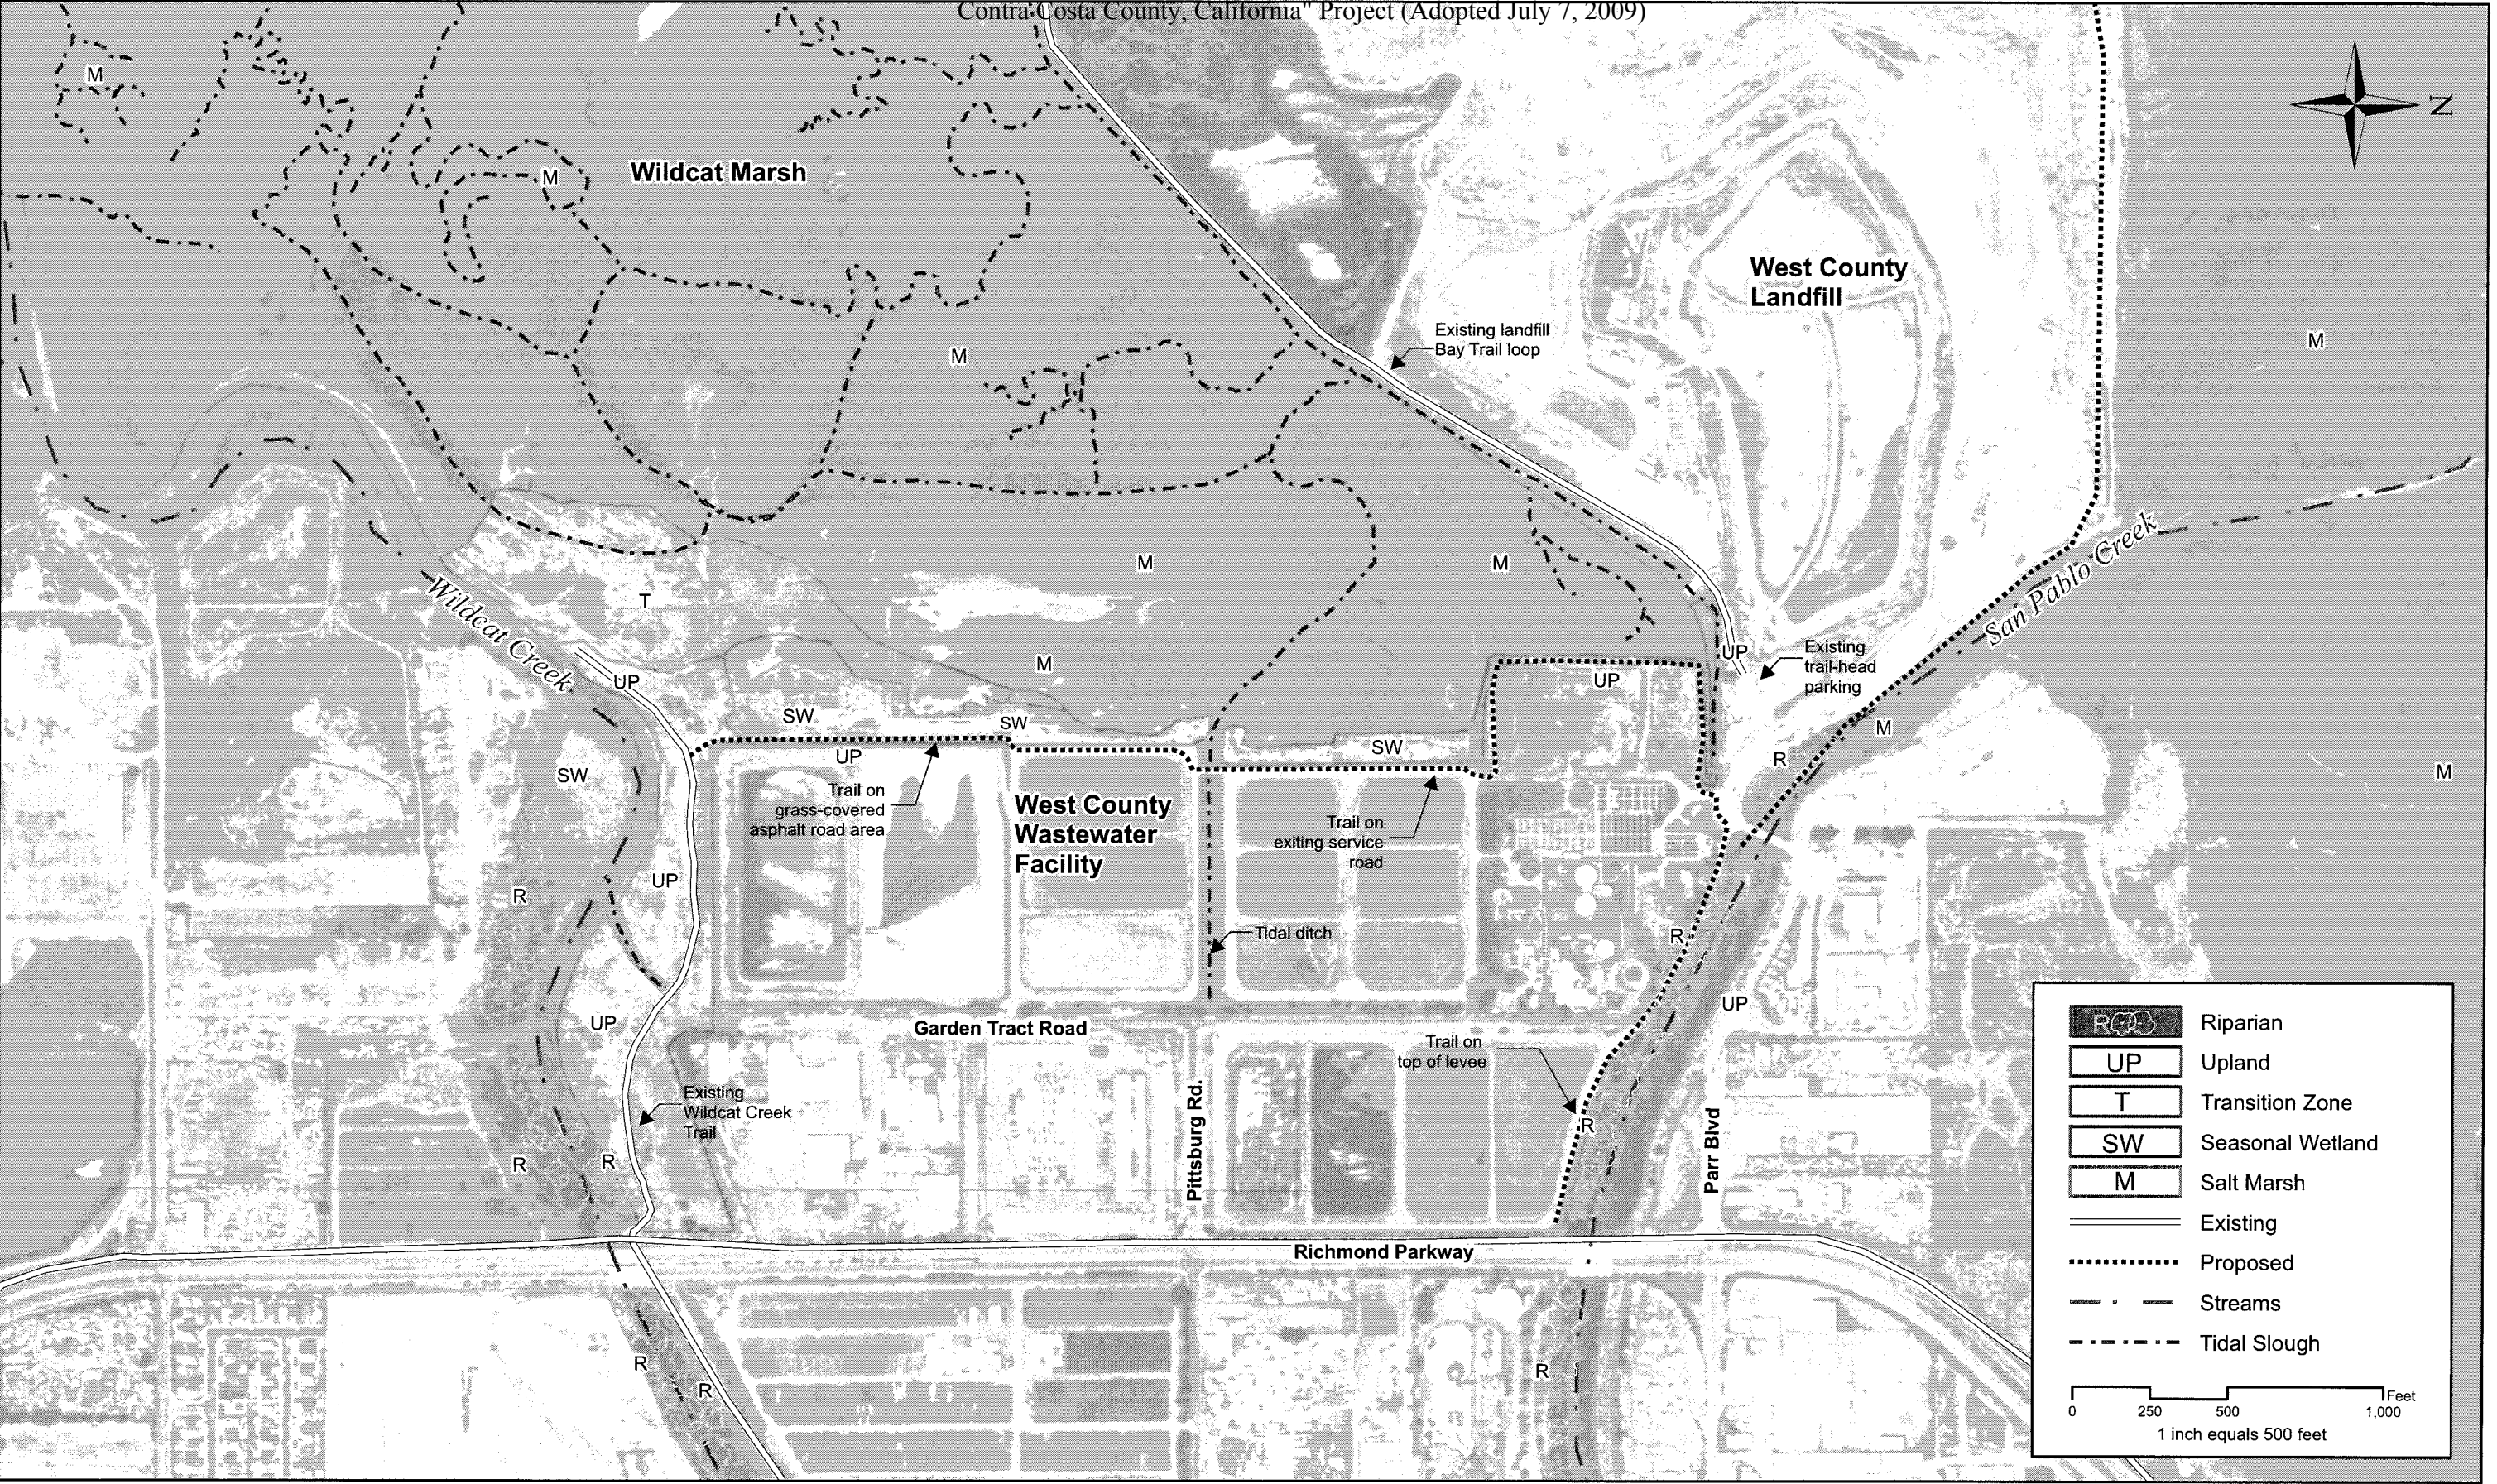 Contra Costa County, California" Project (Adopted July 7, 2009)
M
N
Wildcat Marsh
M
West County
Landfill
Existing landfill
Bay Trail loop
M
M
M
M
T
Wildcat Creek
San Pablo Creek
UP
Existing
trail-head
parking
M
UP
UP
SW
SW
M
SW
UP
R
SW
M
Trail on
grass-covered
asphalt road area
West County
Wastewater
Facility
Trail on
exiting service
road
UP
R
Tidal ditch
R
UP
UP
Garden Tract Road
Trail on
top of levee
Existing
Wildcat Creek
Trail
Pittsburg Rd.
R
Parr Blvd
R
R
Richmond Parkway
R
R
R
R Riparian
UP Upland
T Transition Zone
SW Seasonal Wetland
M Salt Marsh
Existing
Proposed
Streams
Tidal Slough
Feet
0 250 500 1,000
1 inch equals 500 feet